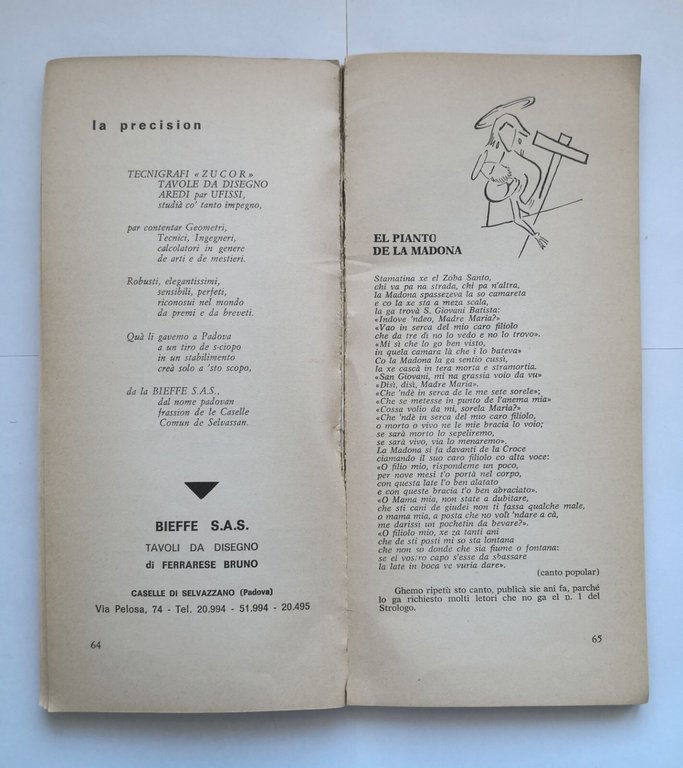 la precision
TECNIGRAFI «ZUCOR»
TAVOLE DA DISEGNO
AREDI par UFISSI,
studià co' tanto impegno,
par contentar Geometri,
Tecnici, Ingegneri,
calcolatori in genere
de arti e de mestieri.
Robusti, elegantissimi,
sensibili, perfeti,
riconosui nel mondo
da premi e da breveti.
Quà li gavemo a Padova
a un tiro de s-ciopo
in un stabilimento
creà solo a 'sto scopo,
da la BIEFFE S.A.S.,
dal nome padovan
frassion de le Caselle
Comun de Selvassan.
BIEFFE S.A.S.
TAVOLI DA DISEGNO
di FERRARESE BRUNO
CASELLE DI SELVAZZANO (Padova)
Via Pelosa, 74 - Tel. 20.994 - 51.994 - 20.495
64
EL PIANTO
DE LA MADONA
Stamatina xe el Zoba Santo,
chi va pa na strada, chi pa n'altra,
la Madona spassezeva la so camareta
e co la xe sta a meza scala,
la ga trovà S. Giovani Batista:
«Indove 'ndeo, Madre Maria?»
«Vao in serca del mio caro filiolo
che da tre dì no lo vedo e no lo trovo».
«Mi sì che lo go ben visto,
in quela camara là che i lo bateva»
Co la Madona la ga sentio cussì,
la xe cascà in tera morta e stramortia.
«San Giovani, mi na grassia voio da vu»
«Disì, disì, Madre Maria».
«Che 'ndè in serca de le me sete sorele»;
«Che se metesse in punto de l'anema mia»
«Cossa volio da mi, sorela Maria?»
«Che 'ndè in serca del mio caro filiolo,
o morto o vivo ne le mie bracia lo voio;
se sarà morto lo sepeliremo,
se sarà vivo, via lo menaremo».
La Madona si fa davanti de la Croce
ciamando il suo caro filiolo co alta voce:
«O filio mio, rispondeme un poco,
per nove mesi t'o portà nel corpo,
con questa late l'o ben alatato
e con queste bracia t'o ben abraciato».
«O Mama mia, non state a dubitare,
che sti cani de giudei non ti fassa qualche male,
o mama mia, a posta che no volì 'ndare a cà,
me darissi un pochetin da bevare?».
«O filiolo mio, xe za tanti ani
che de sti posti mi so sta lontana
che non so donde che sia fiume o fontana:
se el vostro capo s'esse da sbassare
la late in boca ve vuria dare».
(canto popolar)
Ghemo ripetù sto canto, publicà sie ani fa, parché
lo ga richiesto molti letori che no ga el n. 1 del
Strologo.
65